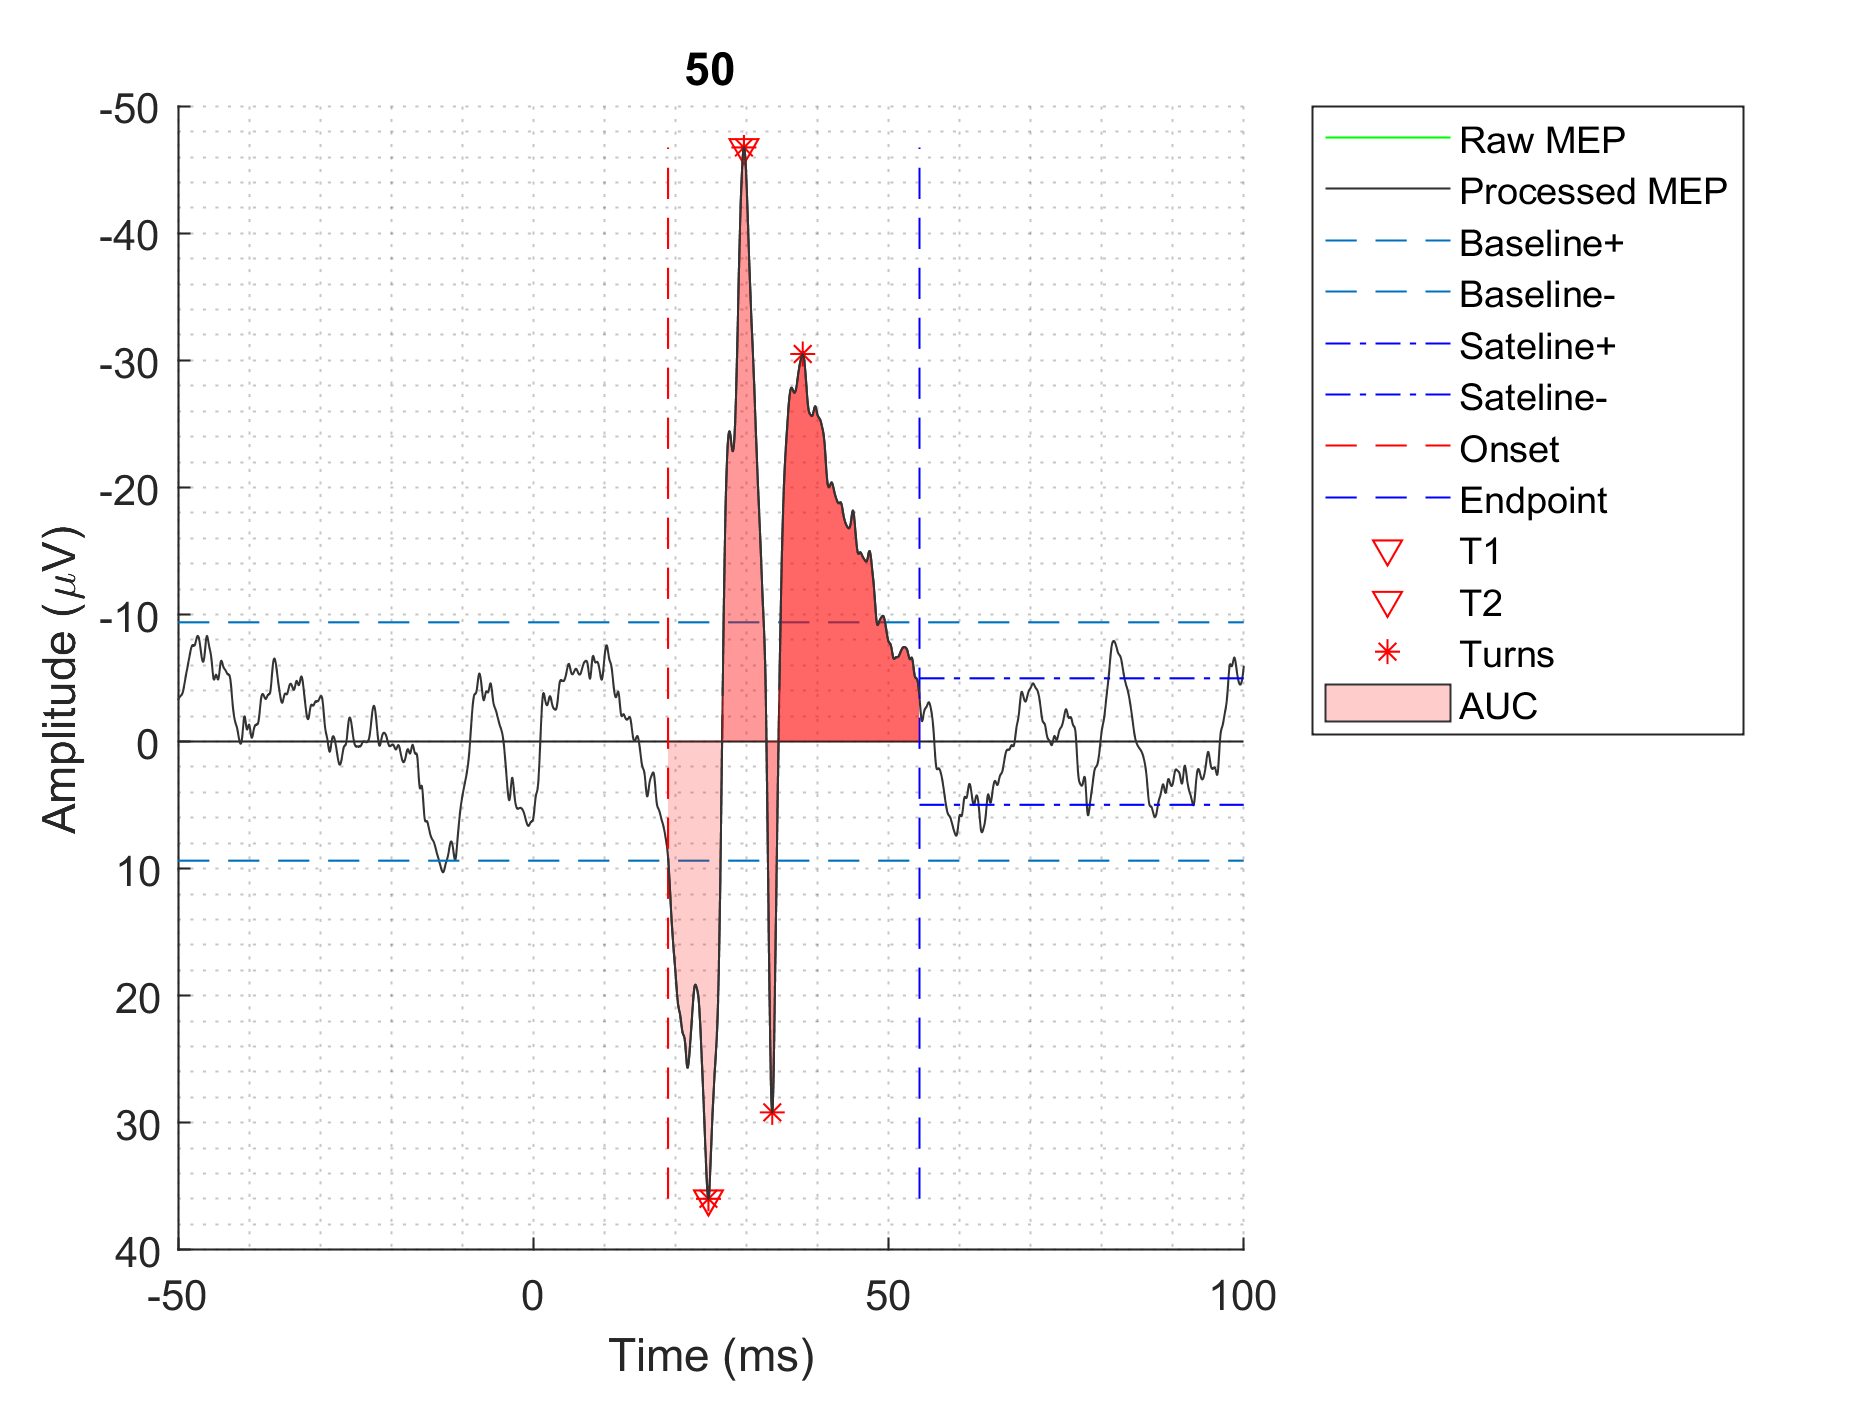 50
-50
-40
-30
-20
-10
0
10
20
30
40
Amplitude (μV)
-50 0 50 100
Time (ms)
Raw MEP
Processed MEP
Baseline+
Baseline-
Sateline+
Sateline-
Onset
Endpoint
T1
T2
Turns
AUC